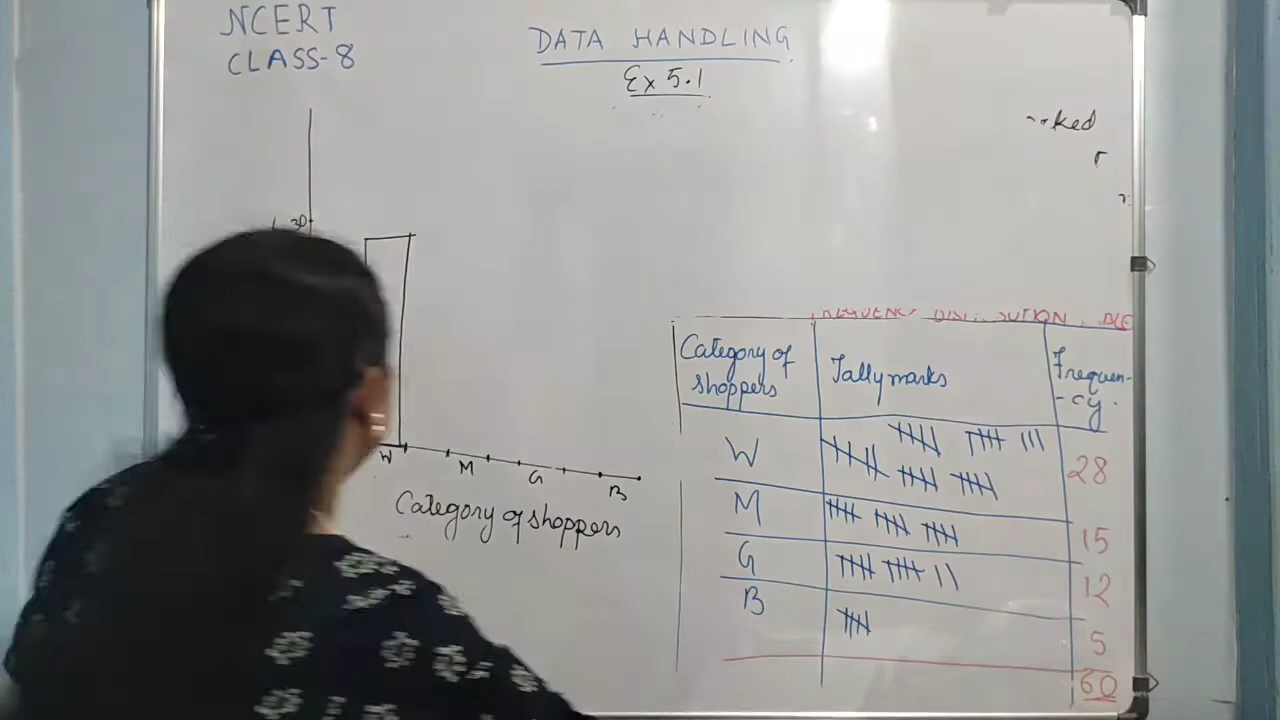 NCERT
CLASS-8
DATA HANDLING
Ex 5.1
30
W M G B
Category of shoppers
Category of shoppers
Tally marks
Frequen-
-cy.
W 28
M 15
G 12
B 5
60